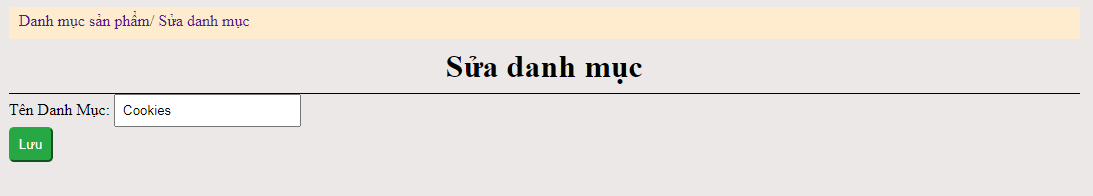 Danh mục sản phẩm/ Sửa danh mục
Sửa danh mục
Tên Danh Mục: Cookies
Lưu